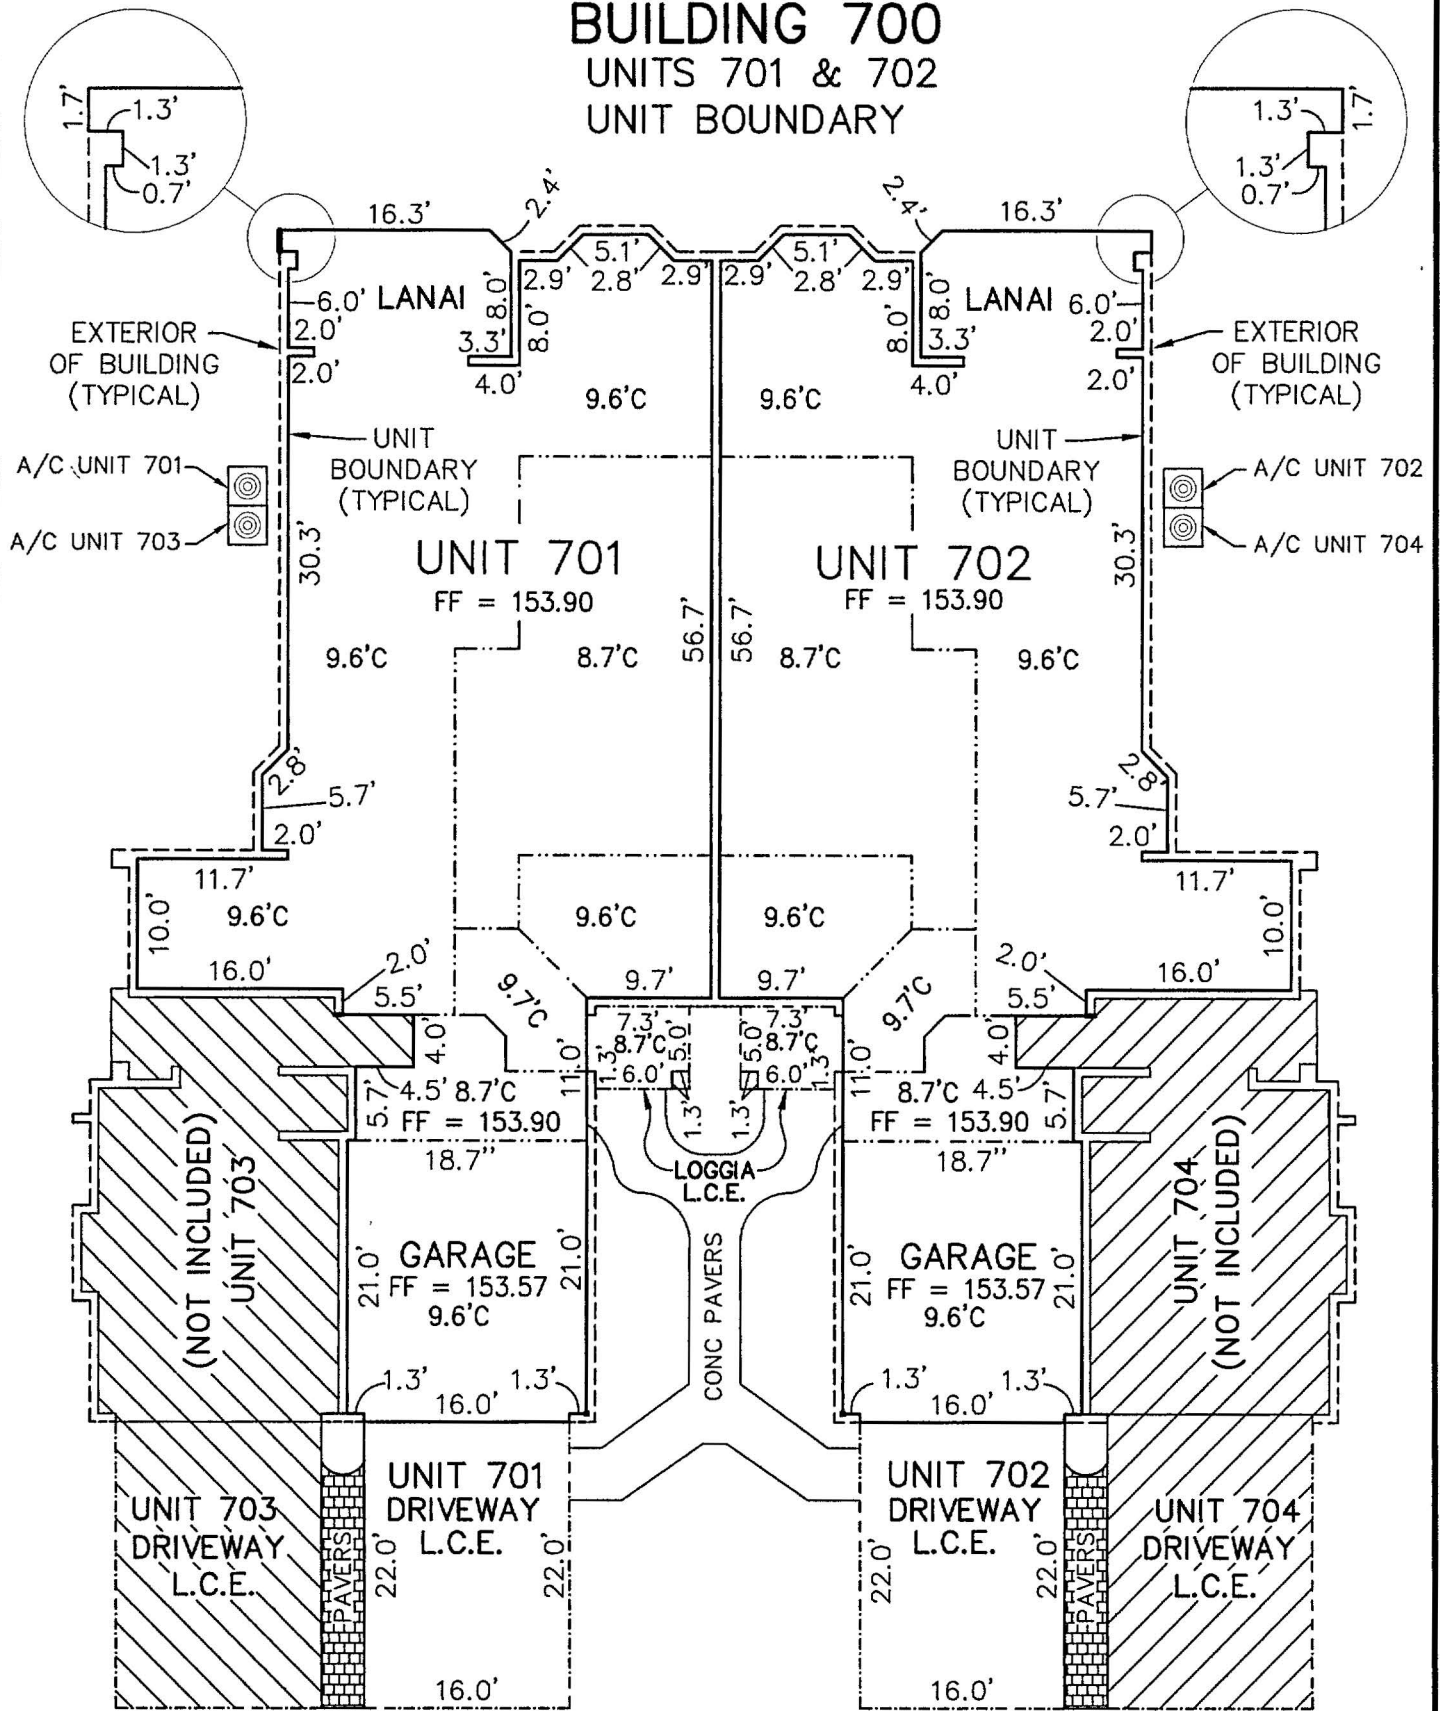 BUILDING 700
UNITS 701 & 702
UNIT BOUNDARY
1.7'
1.3'
1.3'
0.7'
1.3'
1.7'
1.3'
0.7'
16.3'
2.4'
2.4'
16.3'
5.1'
5.1'
2.9'
2.8'
2.9'
2.9'
2.8'
2.9'
6.0'
LANAI
8.0'
8.0'
8.0'
8.0'
LANAI
6.0'
2.0'
3.3'
3.3'
2.0'
2.0'
4.0'
4.0'
2.0'
EXTERIOR
OF BUILDING
(TYPICAL)
EXTERIOR
OF BUILDING
(TYPICAL)
9.6'C
9.6'C
UNIT
BOUNDARY
(TYPICAL)
UNIT
BOUNDARY
(TYPICAL)
A/C UNIT 701
A/C UNIT 703
A/C UNIT 702
A/C UNIT 704
30.3'
UNIT 701
FF = 153.90
UNIT 702
FF = 153.90
30.3'
56.7'
56.7'
9.6'C
8.7'C
8.7'C
9.6'C
2.8'
5.7'
2.0'
2.8'
5.7'
2.0'
11.7'
11.7'
10.0'
9.6'C
9.6'C
9.6'C
10.0'
16.0'
2.0'
5.5'
9.7'C
9.7'
9.7'
9.7'C
2.0'
5.5'
16.0'
4.0'
11.0'
7.3'
8.7'C
1.3'
6.0'
5.0'
1.3'
5.0'
7.3'
8.7'C
6.0'
1.3'
1.3'
11.0'
4.0'
4.5'
8.7'C
5.7'
FF = 153.90
8.7'C
4.5'
FF = 153.90
5.7'
18.7"
18.7"
LOGGIA
L.C.E.
(NOT INCLUDED)
UNIT 703
UNIT 704
(NOT INCLUDED)
21.0'
GARAGE
FF = 153.57
9.6'C
21.0'
CONC PAVERS
21.0'
GARAGE
FF = 153.57
9.6'C
21.0'
1.3'
16.0'
1.3'
1.3'
16.0'
1.3'
UNIT 703
DRIVEWAY
L.C.E.
PAVERS
UNIT 701
DRIVEWAY
L.C.E.
22.0'
22.0'
16.0'
UNIT 702
DRIVEWAY
L.C.E.
22.0'
22.0'
16.0'
PAVERS
UNIT 704
DRIVEWAY
L.C.E.